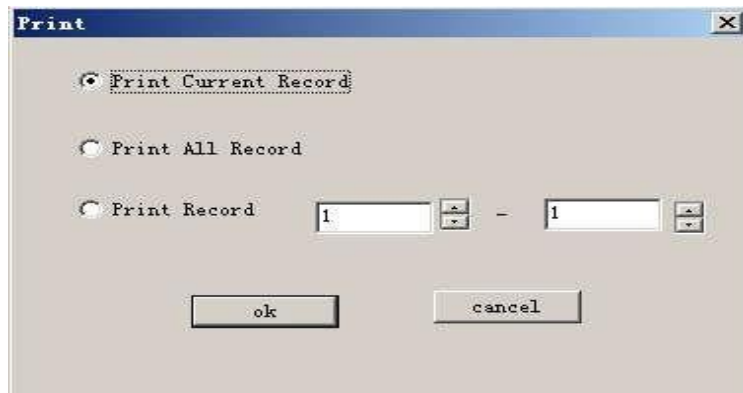 Print
Print Current Record
Print All Record
Print Record 1 - 1
ok cancel